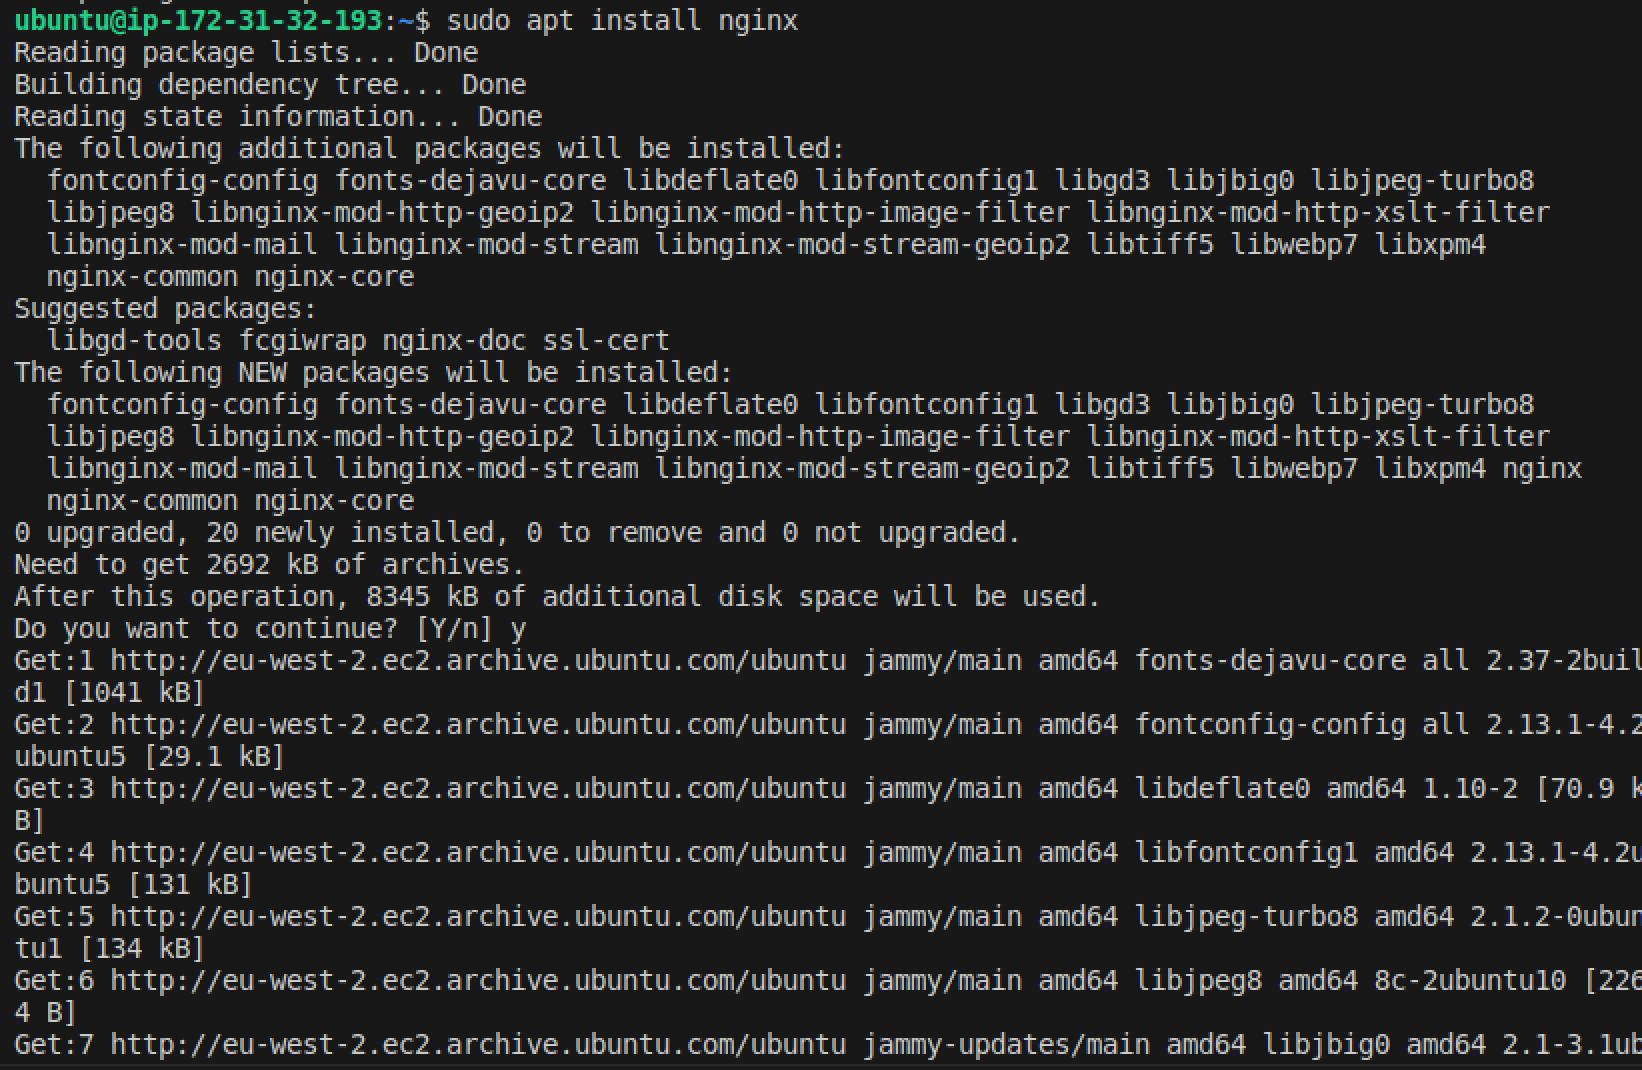 ubuntu@ip-172-31-32-193:~$ sudo apt install nginx
Reading package lists... Done
Building dependency tree... Done
Reading state information... Done
The following additional packages will be installed:
  fontconfig-config fonts-dejavu-core libdeflate0 libfontconfig1 libgd3 libjbig0 libjpeg-turbo8
  libjpeg8 libnginx-mod-http-geoip2 libnginx-mod-http-image-filter libnginx-mod-http-xslt-filter
  libnginx-mod-mail libnginx-mod-stream libnginx-mod-stream-geoip2 libtiff5 libwebp7 libxpm4
  nginx-common nginx-core
Suggested packages:
  libgd-tools fcgiwrap nginx-doc ssl-cert
The following NEW packages will be installed:
  fontconfig-config fonts-dejavu-core libdeflate0 libfontconfig1 libgd3 libjbig0 libjpeg-turbo8
  libjpeg8 libnginx-mod-http-geoip2 libnginx-mod-http-image-filter libnginx-mod-http-xslt-filter
  libnginx-mod-mail libnginx-mod-stream libnginx-mod-stream-geoip2 libtiff5 libwebp7 libxpm4 nginx
  nginx-common nginx-core
0 upgraded, 20 newly installed, 0 to remove and 0 not upgraded.
Need to get 2692 kB of archives.
After this operation, 8345 kB of additional disk space will be used.
Do you want to continue? [Y/n] y
Get:1 http://eu-west-2.ec2.archive.ubuntu.com/ubuntu jammy/main amd64 fonts-dejavu-core all 2.37-2buil
d1 [1041 kB]
Get:2 http://eu-west-2.ec2.archive.ubuntu.com/ubuntu jammy/main amd64 fontconfig-config all 2.13.1-4.2
ubuntu5 [29.1 kB]
Get:3 http://eu-west-2.ec2.archive.ubuntu.com/ubuntu jammy/main amd64 libdeflate0 amd64 1.10-2 [70.9 k
B]
Get:4 http://eu-west-2.ec2.archive.ubuntu.com/ubuntu jammy/main amd64 libfontconfig1 amd64 2.13.1-4.2u
buntu5 [131 kB]
Get:5 http://eu-west-2.ec2.archive.ubuntu.com/ubuntu jammy/main amd64 libjpeg-turbo8 amd64 2.1.2-0ubun
tu1 [134 kB]
Get:6 http://eu-west-2.ec2.archive.ubuntu.com/ubuntu jammy/main amd64 libjpeg8 amd64 8c-2ubuntu10 [226
4 B]
Get:7 http://eu-west-2.ec2.archive.ubuntu.com/ubuntu jammy-updates/main amd64 libjbig0 amd64 2.1-3.1ub